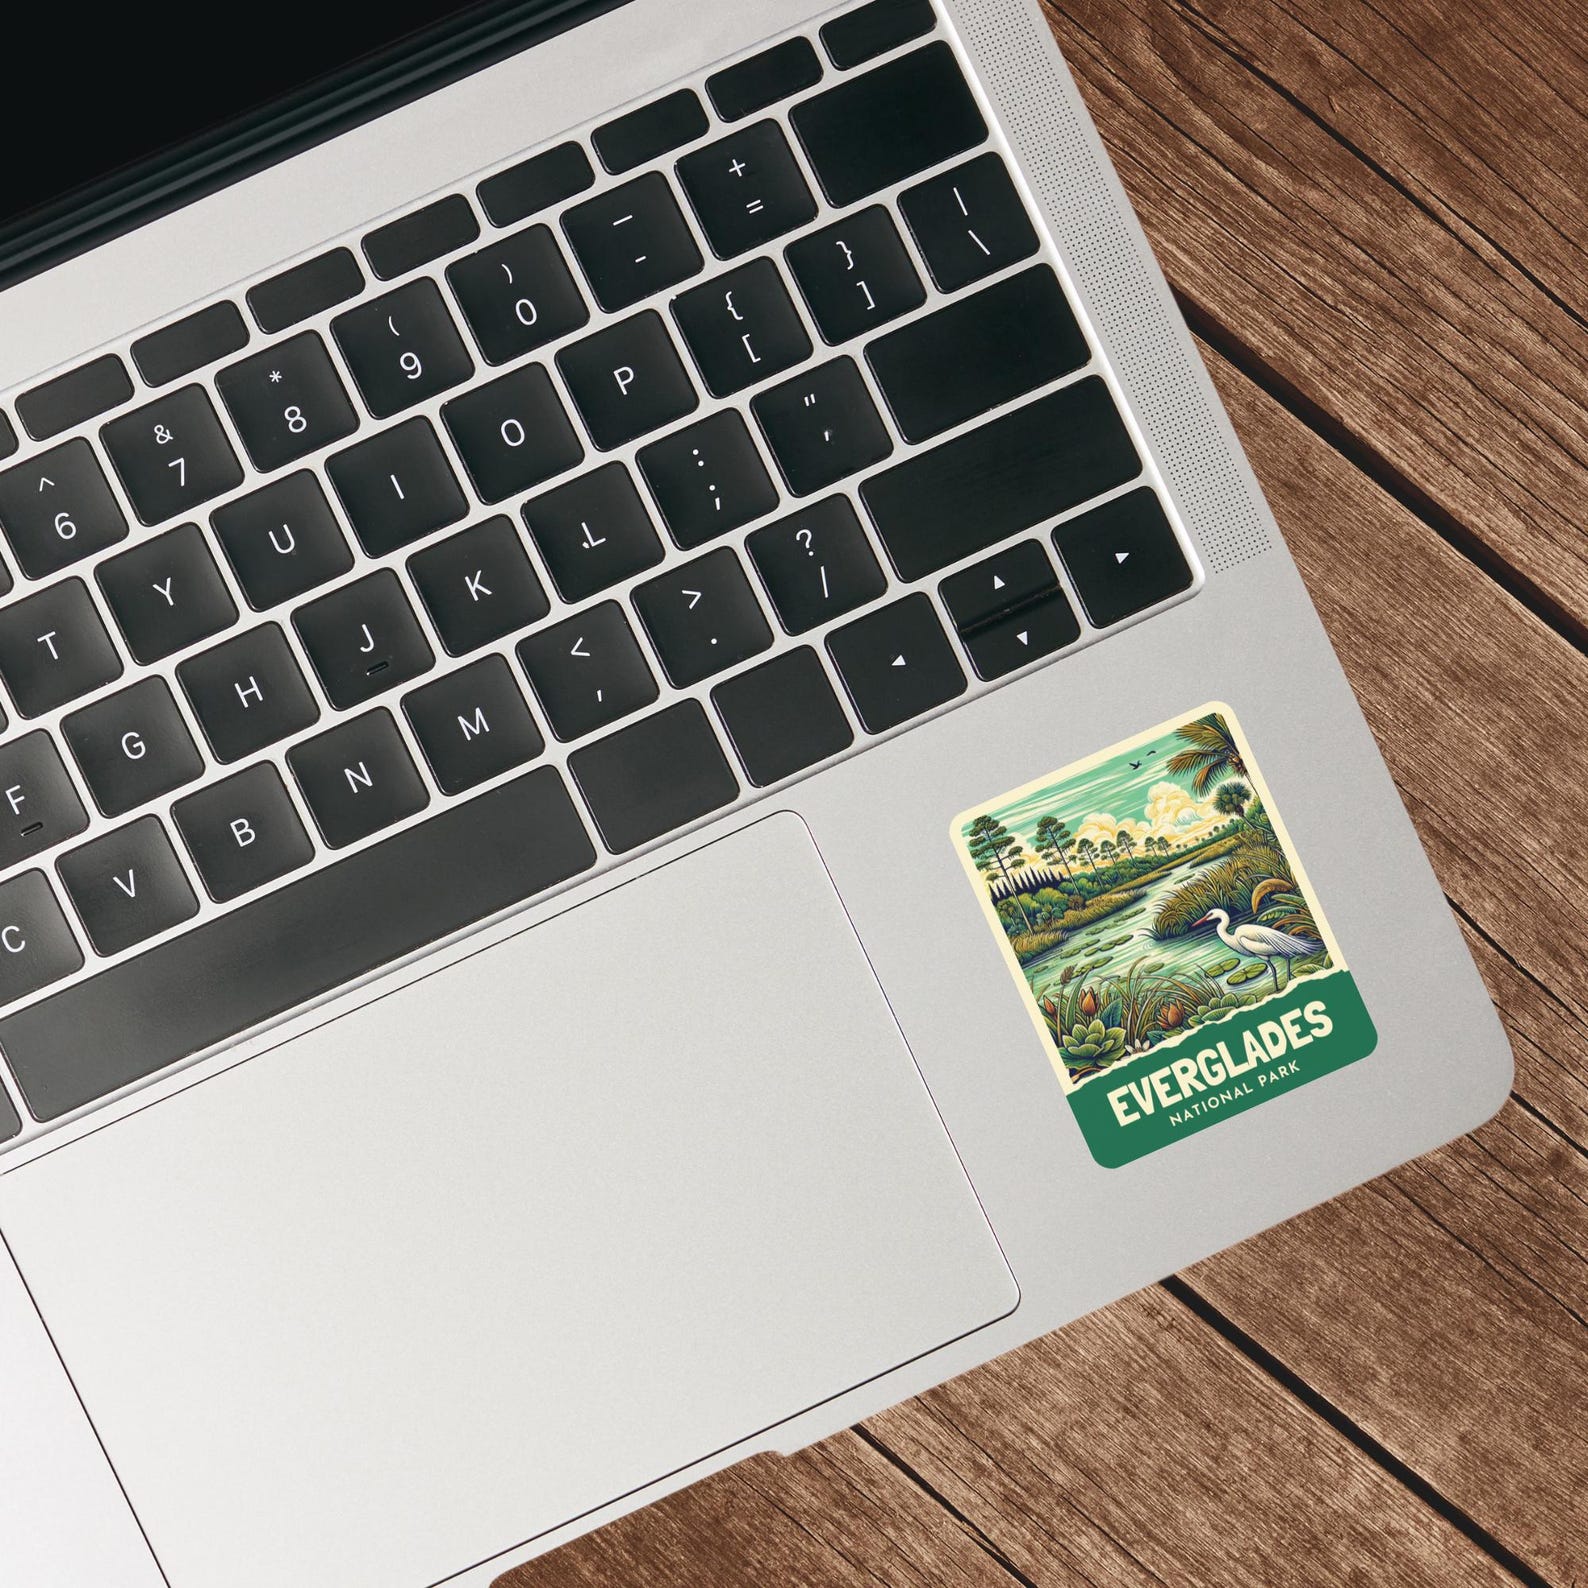 +
=
_
-
)
0
(
9
*
8
&
7
^
6
|
\
}
]
{
[
P
O
I
U
Y
T
"
'
:
;
L
K
J
H
G
F
?
/
>
.
<
,
M
N
B
V
C
EVERGLADES
NATIONAL PARK